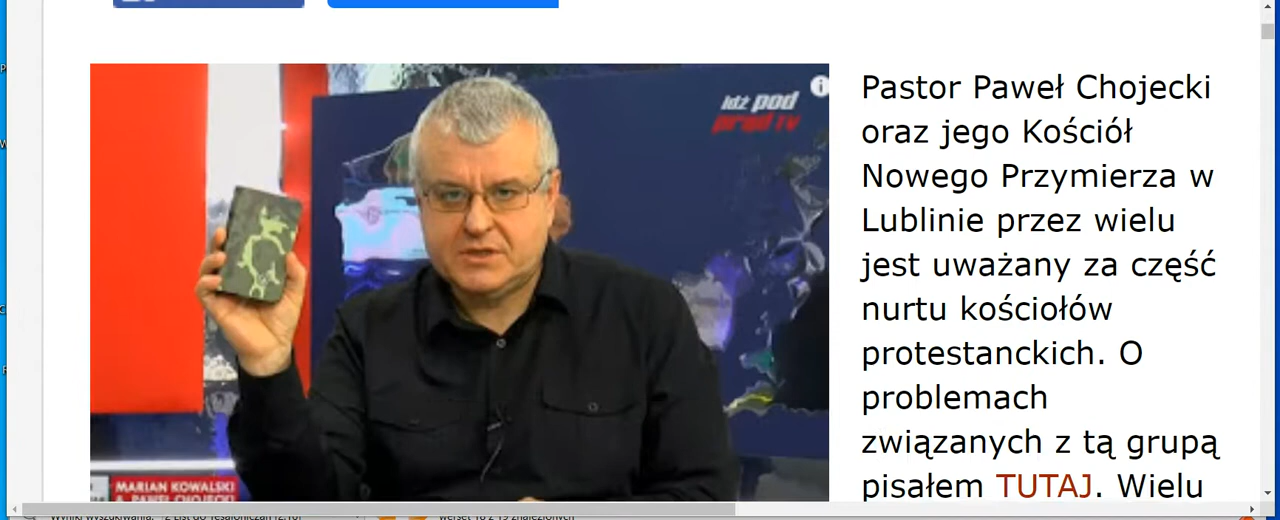 idź pod
prąd TV
MARIAN KOWALSKI
& PAWEŁ CHOJECKI
Pastor Paweł Chojecki
oraz jego Kościół
Nowego Przymierza w
Lublinie przez wielu
jest uważany za część
nurtu kościołów
protestanckich. O
problemach
związanych z tą grupą
pisałem TUTAJ. Wielu